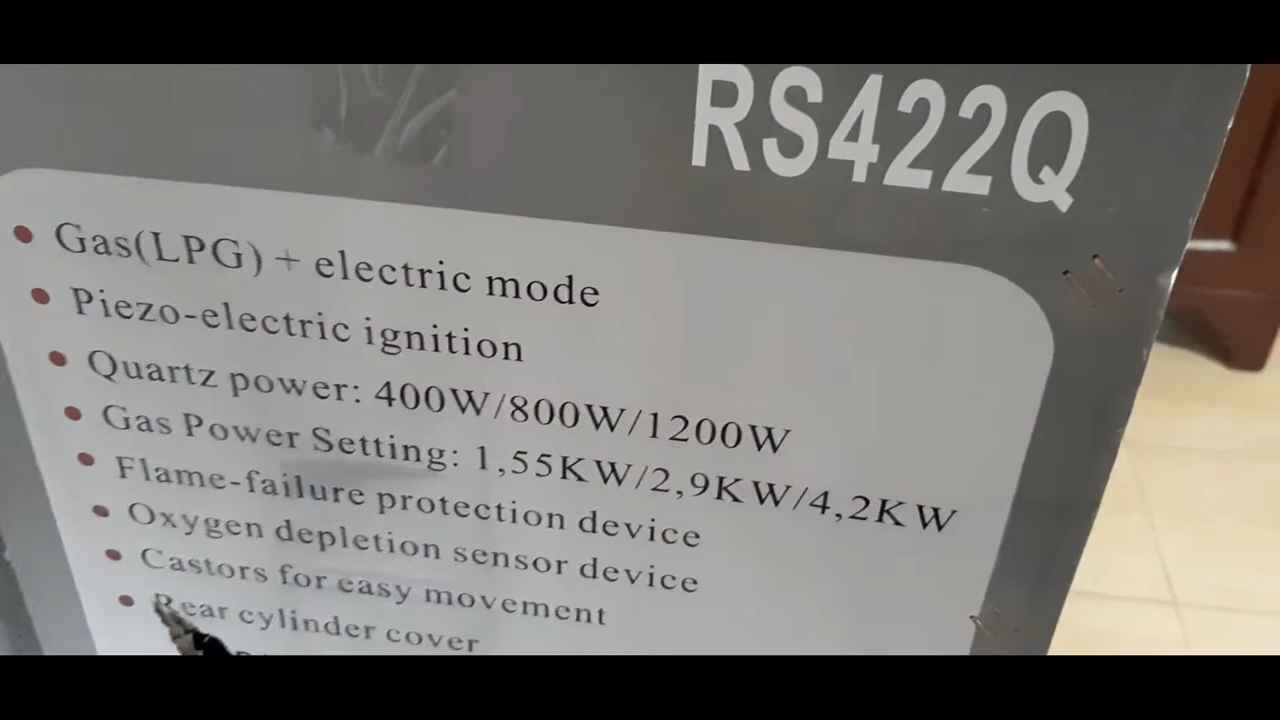 RS422Q
Gas(LPG) + electric mode
Piezo-electric ignition
Quartz power: 400W/800W/1200W
Gas Power Setting: 1,55KW/2,9KW/4,2KW
Flame-failure protection device
Oxygen depletion sensor device
Castors for easy movement
Rear cylinder cover